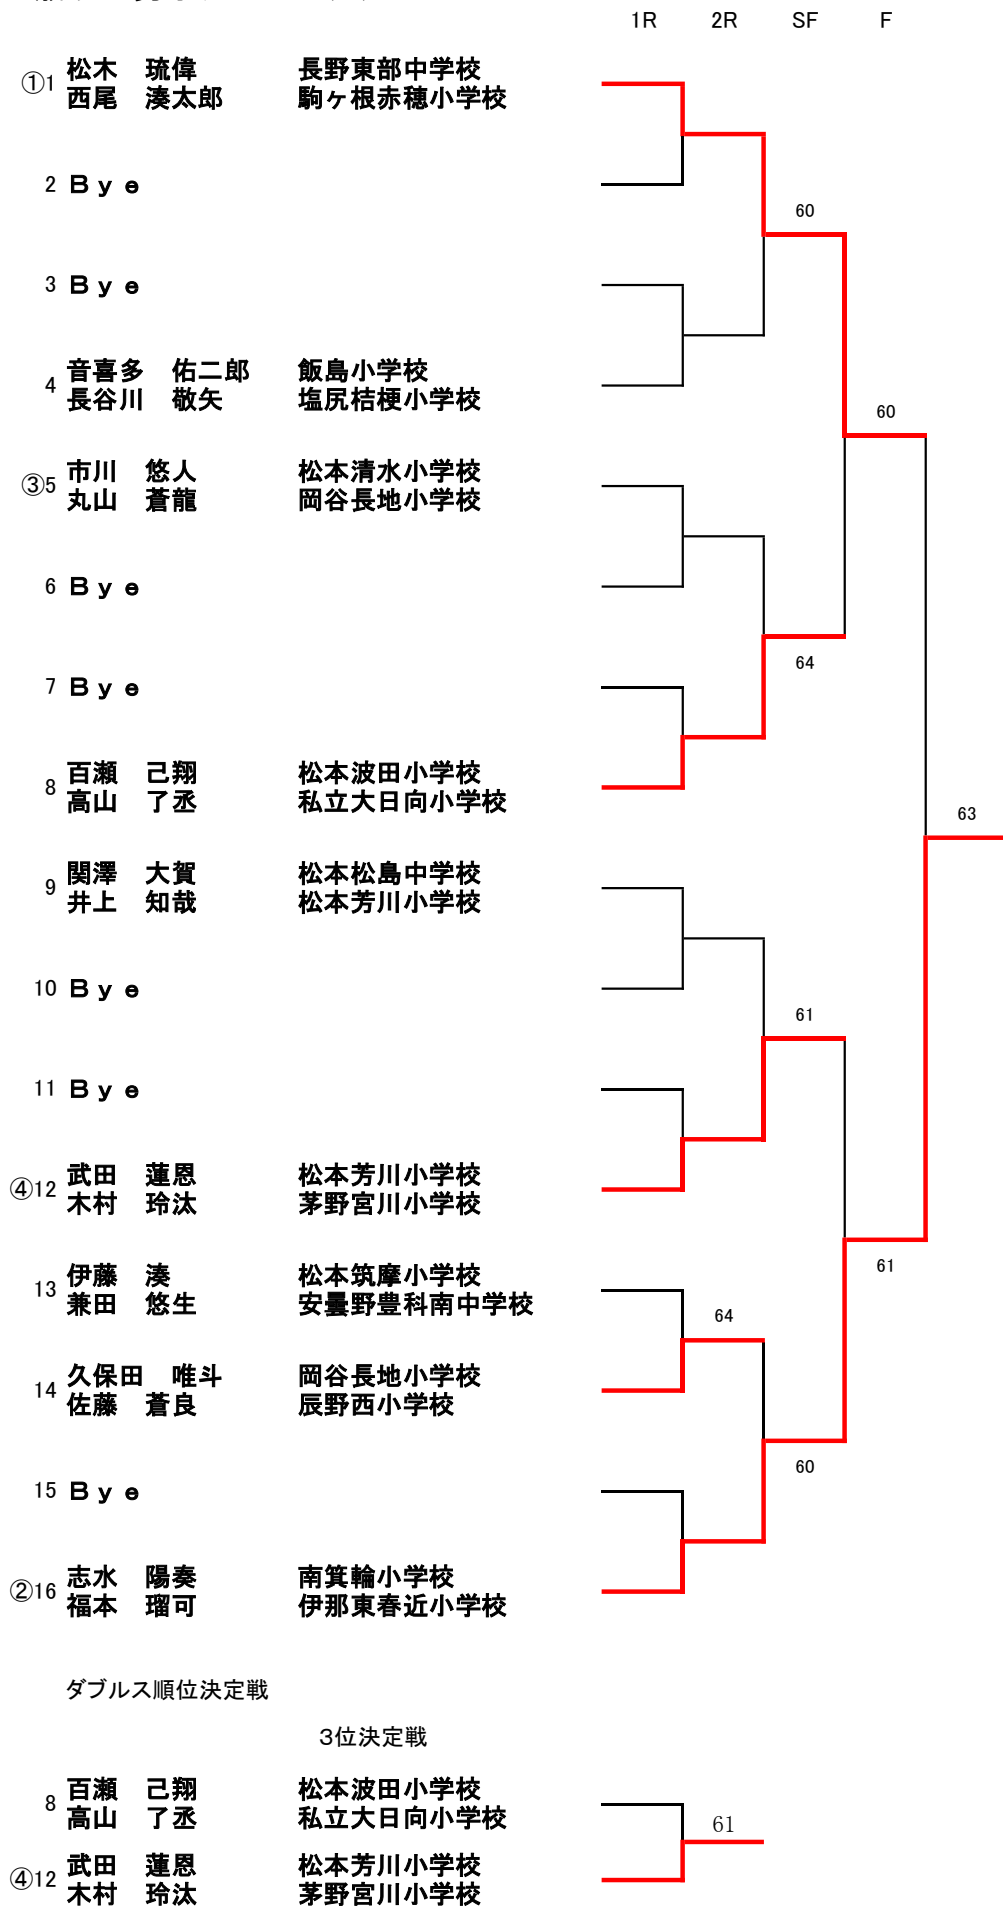 1R 2R SF F
①1 松木 琉偉 長野東部中学校
西尾 湊太郎 駒ヶ根赤穂小学校
2 Bye
60
3 Bye
4 音喜多 佑二郎 飯島小学校
長谷川 敬矢 塩尻桔梗小学校
60
③5 市川 悠人 松本清水小学校
丸山 蒼龍 岡谷長地小学校
6 Bye
64
7 Bye
8 百瀬 己翔 松本波田小学校
高山 了丞 私立大日向小学校
63
9 関澤 大賀 松本松島中学校
井上 知哉 松本芳川小学校
10 Bye
61
11 Bye
④12 武田 蓮恩 松本芳川小学校
木村 玲汰 茅野宮川小学校
61
13 伊藤 湊 松本筑摩小学校
兼田 悠生 安曇野豊科南中学校
64
14 久保田 唯斗 岡谷長地小学校
佐藤 蒼良 辰野西小学校
60
15 Bye
②16 志水 陽奏 南箕輪小学校
福本 瑠可 伊那東春近小学校
ダブルス順位決定戦
3位決定戦
8 百瀬 己翔 松本波田小学校
高山 了丞 私立大日向小学校
61
④12 武田 蓮恩 松本芳川小学校
木村 玲汰 茅野宮川小学校